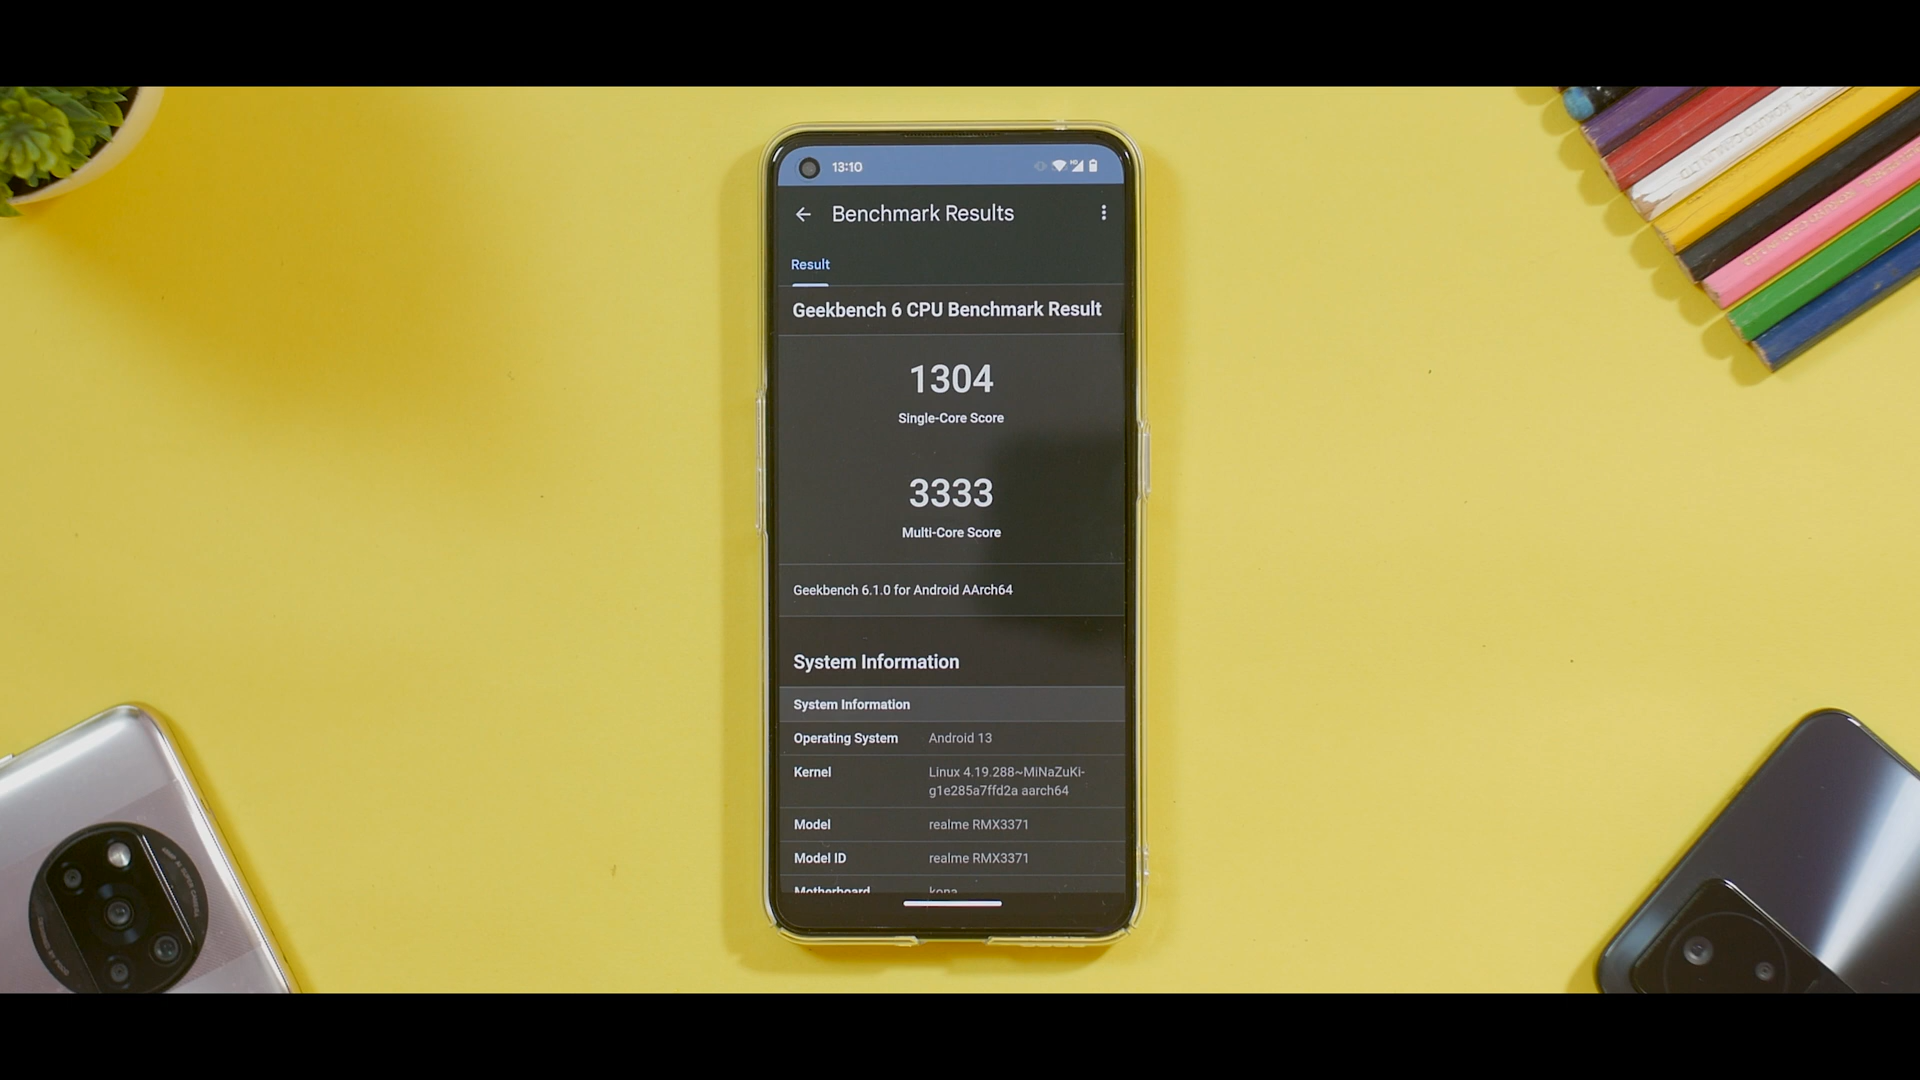 13:10
Benchmark Results
Result
Geekbench 6 CPU Benchmark Result
1304
Single-Core Score
3333
Multi-Core Score
Geekbench 6.1.0 for Android AArch64
System Information
System Information
Operating System Android 13
Kernel Linux 4.19.288~MiNaZuKi-
g1e285a7ffd2a aarch64
Model realme RMX3371
Model ID realme RMX3371
Motherboard kona